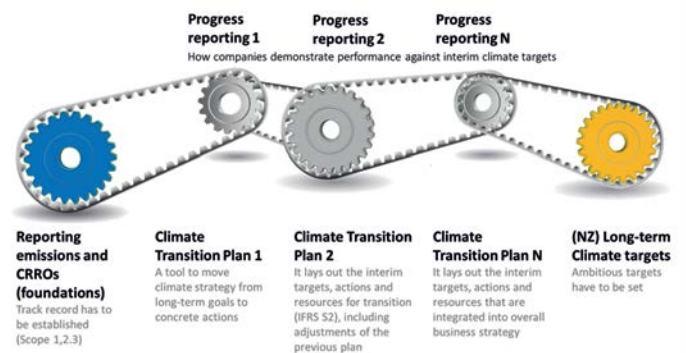 Progress
reporting 1
Progress
reporting 2
Progress
reporting N
How companies demonstrate performance against interim climate targets
Reporting
emissions and
CRROs
(foundations)
Track record has to
be established
(Scope 1,2.3)
Climate
Transition Plan 1
A tool to move
climate strategy from
long-term goals to
concrete actions
Climate Transition
Plan 2
It lays out the interim
targets, actions and
resources for transition
(IFRS S2), including
adjustments of the
previous plan
Climate
Transition Plan N
It lays out the interim
targets, actions and
resources that are
integrated into overall
business strategy
(NZ) Long-term
Climate targets
Ambitious targets
have to be set